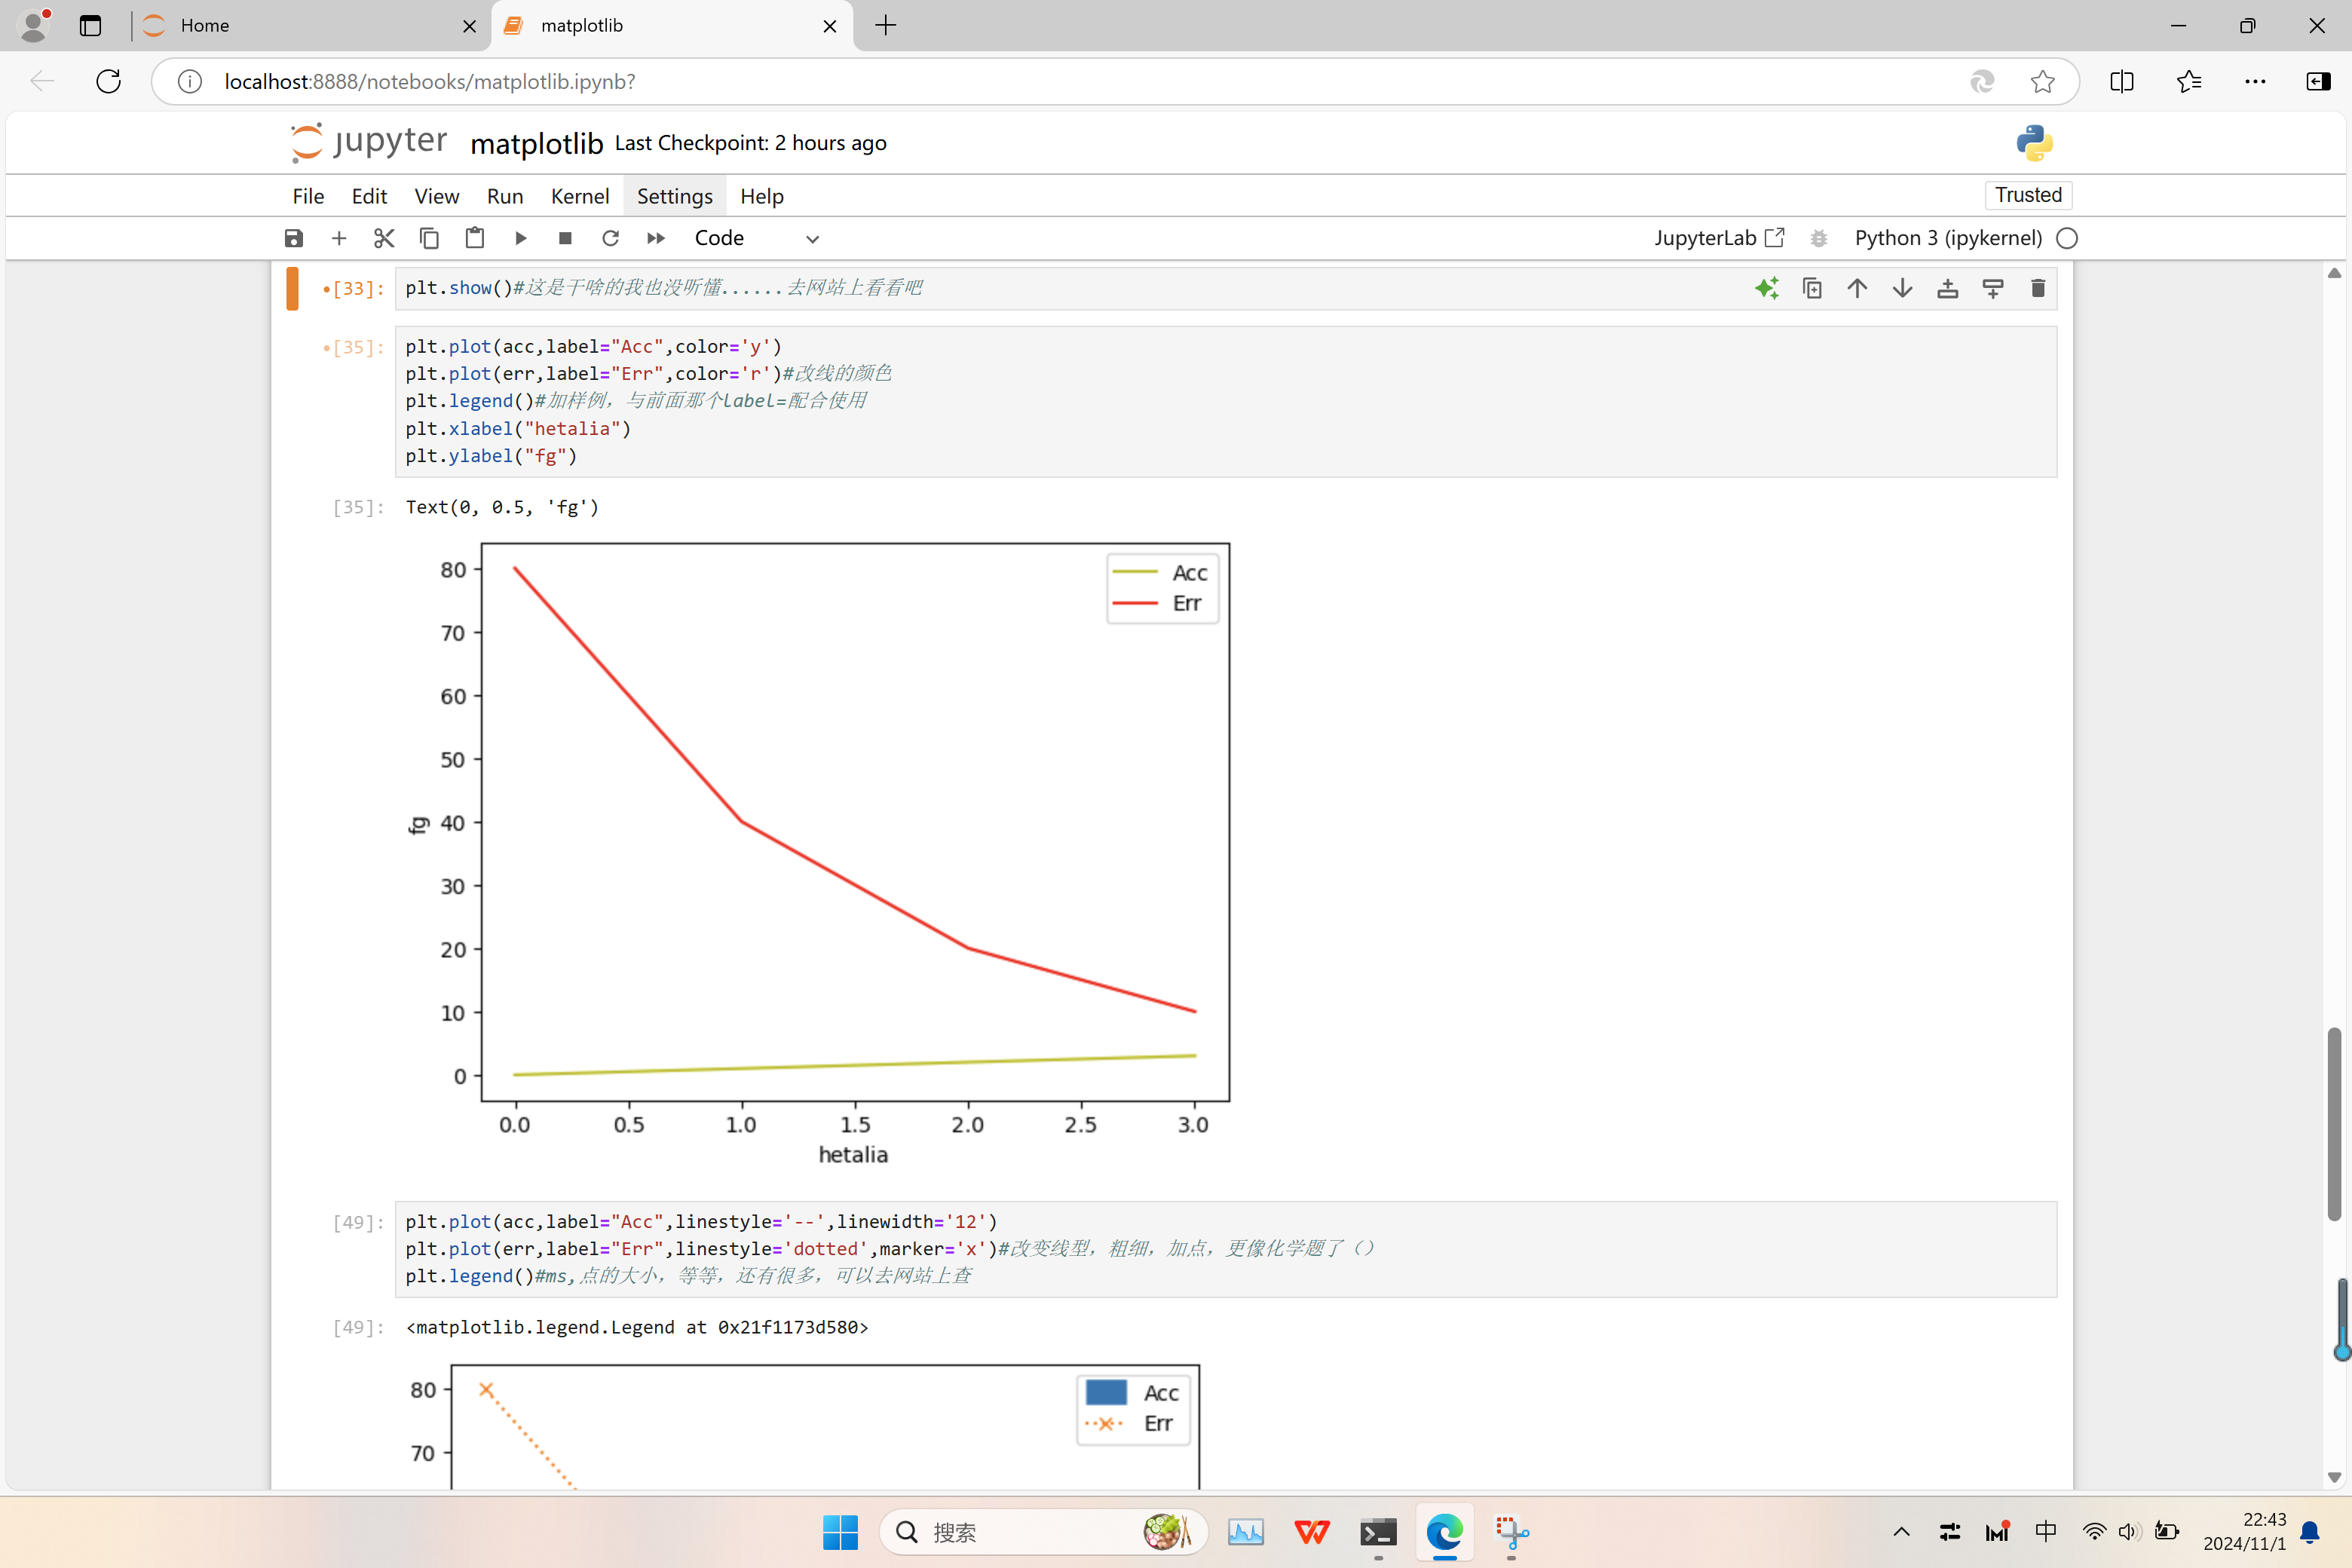 Home
matplotlib
localhost:8888/notebooks/matplotlib.ipynb?
jupyter matplotlib Last Checkpoint: 2 hours ago
File Edit View Run Kernel Settings Help
Trusted
Code
JupyterLab
Python 3 (ipykernel)
[33]: plt.show()#这是干啥的我也没听懂......去网站上看看吧
[35]: plt.plot(acc,label="Acc",color='y')
plt.plot(err,label="Err",color='r')#改线的颜色
plt.legend()#加样例，与前面那个label=配合使用
plt.xlabel("hetalia")
plt.ylabel("fg")
[35]: Text(0, 0.5, 'fg')
80
70
60
50
40
30
20
10
0
fg
Acc
Err
0.0 0.5 1.0 1.5 2.0 2.5 3.0
hetalia
[49]: plt.plot(acc,label="Acc",linestyle='--',linewidth='12')
plt.plot(err,label="Err",linestyle='dotted',marker='x')#改变线型，粗细，加点，更像化学题了（）
plt.legend()#ms,点的大小，等等，还有很多，可以去网站上查
[49]: <matplotlib.legend.Legend at 0x21f1173d580>
80
70
Acc
Err
搜索
中
22:43
2024/11/1